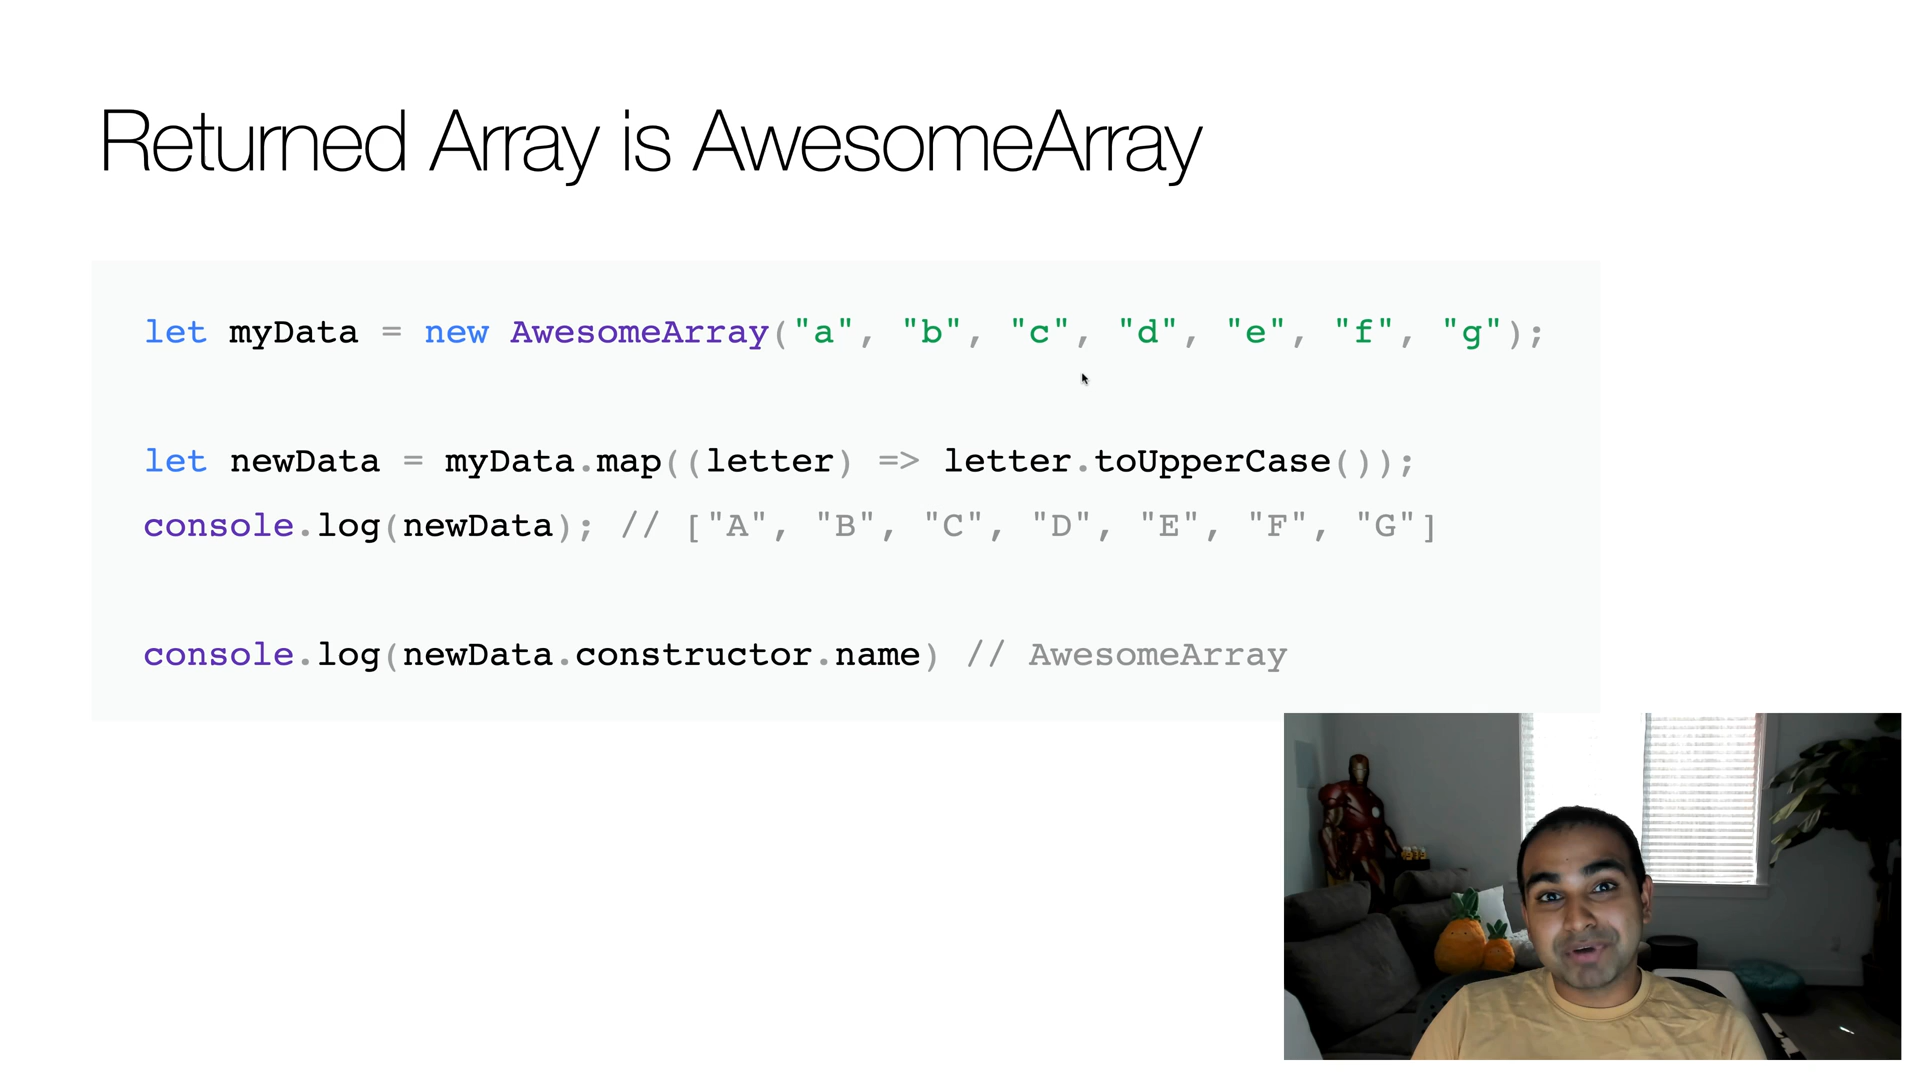 Returned Array is AwesomeArray
let myData = new AwesomeArray("a", "b", "c", "d", "e", "f", "g");
let newData = myData.map((letter) => letter.toUpperCase());
console.log(newData); // ["A", "B", "C", "D", "E", "F", "G"]
console.log(newData.constructor.name) // AwesomeArray